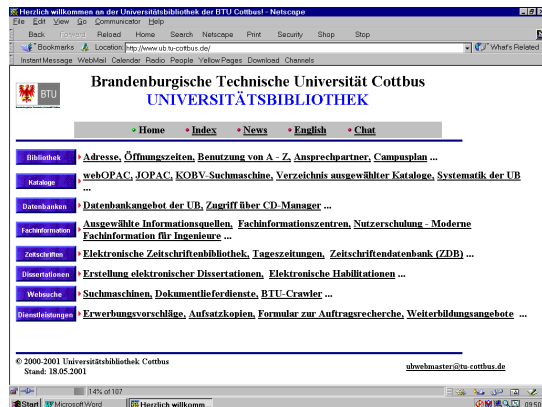 Herzlich willkommen an der Universitätsbibliothek der BTU Cottbus! - Netscape
File Edit View Go Communicator Help
Back Forward Reload Home Search Netscape Print Security Shop Stop
Bookmarks Location: http://www.ub.tu-cottbus.de/ What's Related
Instant Message WebMail Calendar Radio People Yellow Pages Download Channels
BTU
Brandenburgische Technische Universität Cottbus
UNIVERSITÄTSBIBLIOTHEK
Home Index News English Chat
Bibliothek Adresse, Öffnungszeiten, Benutzung von A - Z, Ansprechpartner, Campusplan ...
Kataloge webOPAC, JOPAC, KOBV-Suchmaschine, Verzeichnis ausgewählter Kataloge, Systematik der UB
...
Datenbanken Datenbankangebot der UB, Zugriff über CD-Manager ...
Fachinformation Ausgewählte Informationsquellen, Fachinformationszentren, Nutzerschulung - Moderne
Fachinformation für Ingenieure ...
Zeitschriften Elektronische Zeitschriftenbibliothek, Tageszeitungen, Zeitschriftendatenbank (ZDB) ...
Dissertationen Erstellung elektronischer Dissertationen, Elektronische Habilitationen ...
Websuche Suchmaschinen, Dokumentlieferdienste, BTU-Crawler ...
Dienstleistungen Erwerbungsvorschläge, Aufsatzkopien, Formular zur Auftragsrecherche, Weiterbildungsangebote ...
© 2000-2001 Universitätsbibliothek Cottbus
Stand: 18.05.2001
ubwebmaster@tu-cottbus.de
14% of 107
Start Microsoft Word Herzlich willkomm... 09:50